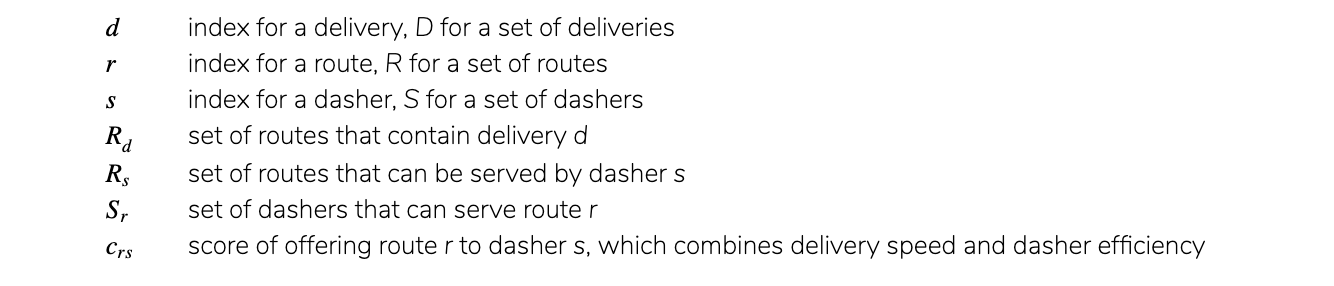 d index for a delivery, D for a set of deliveries
r index for a route, R for a set of routes
s index for a dasher, S for a set of dashers
R_d set of routes that contain delivery d
R_s set of routes that can be served by dasher s
S_r set of dashers that can serve route r
c_rs score of offering route r to dasher s, which combines delivery speed and dasher efficiency